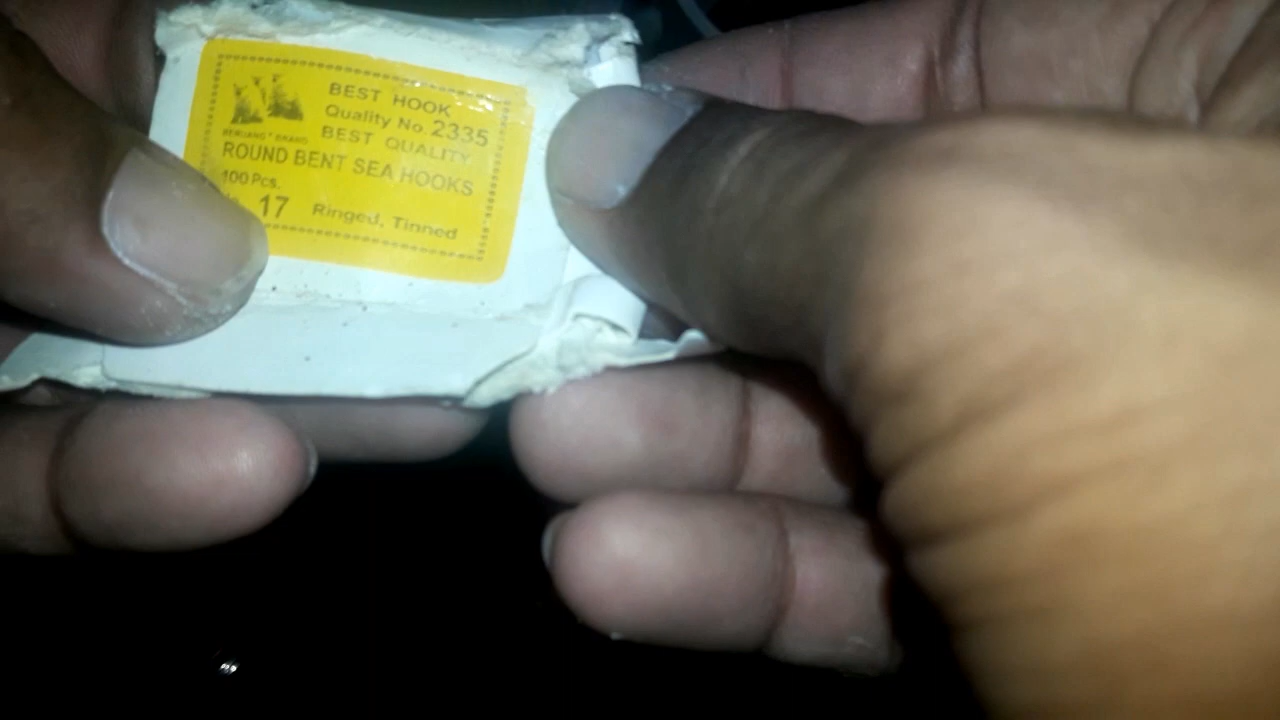 BEST HOOK
Quality No. 2335
BEST QUALITY
ROUND BENT SEA HOOKS
100 Pcs.
17 Ringed, Tinned